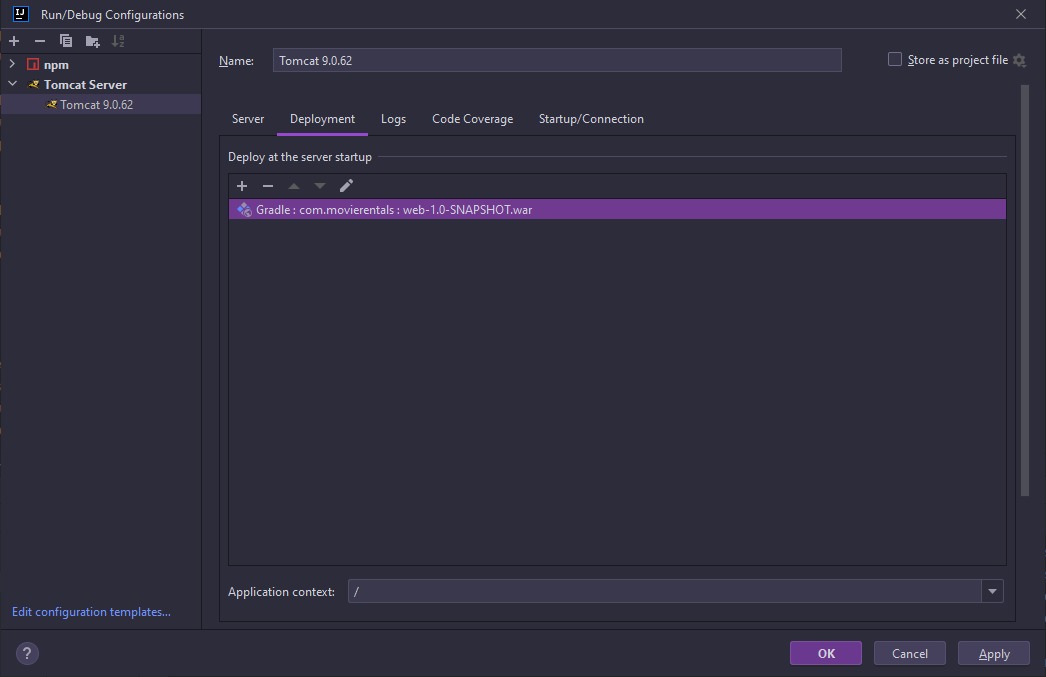 Run/Debug Configurations
npm
Tomcat Server
Tomcat 9.0.62
Edit configuration templates...
Name: Tomcat 9.0.62 Store as project file
Server Deployment Logs Code Coverage Startup/Connection
Deploy at the server startup
Gradle : com.movierentals : web-1.0-SNAPSHOT.war
Application context: /
? OK Cancel Apply